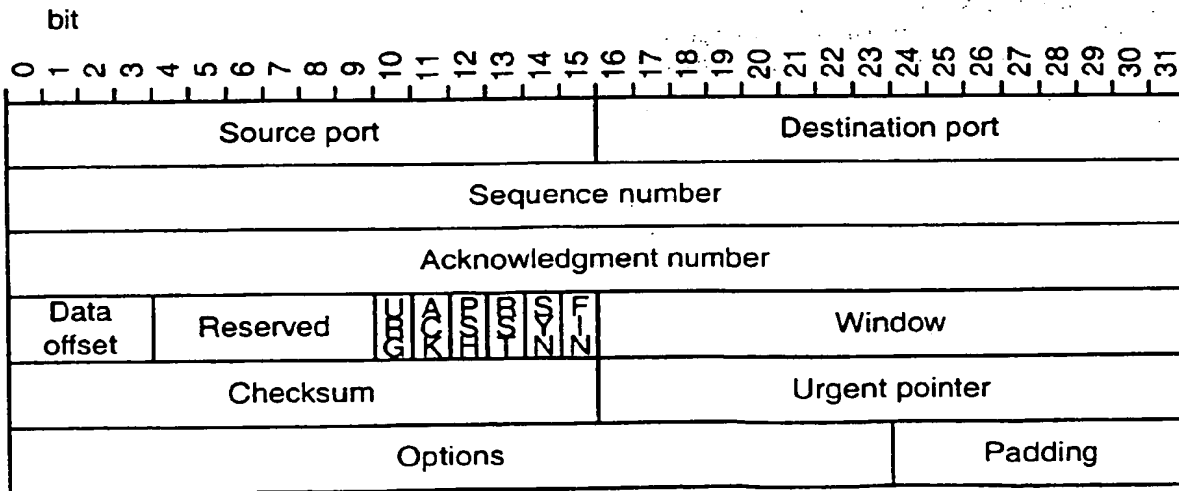 bit
0 1 2 3 4 5 6 7 8 9 10 11 12 13 14 15 16 17 18 19 20 21 22 23 24 25 26 27 28 29 30 31
Source port Destination port
Sequence number
Acknowledgment number
Data offset Reserved URG ACK PSH RST SYN FIN Window
Checksum Urgent pointer
Options Padding